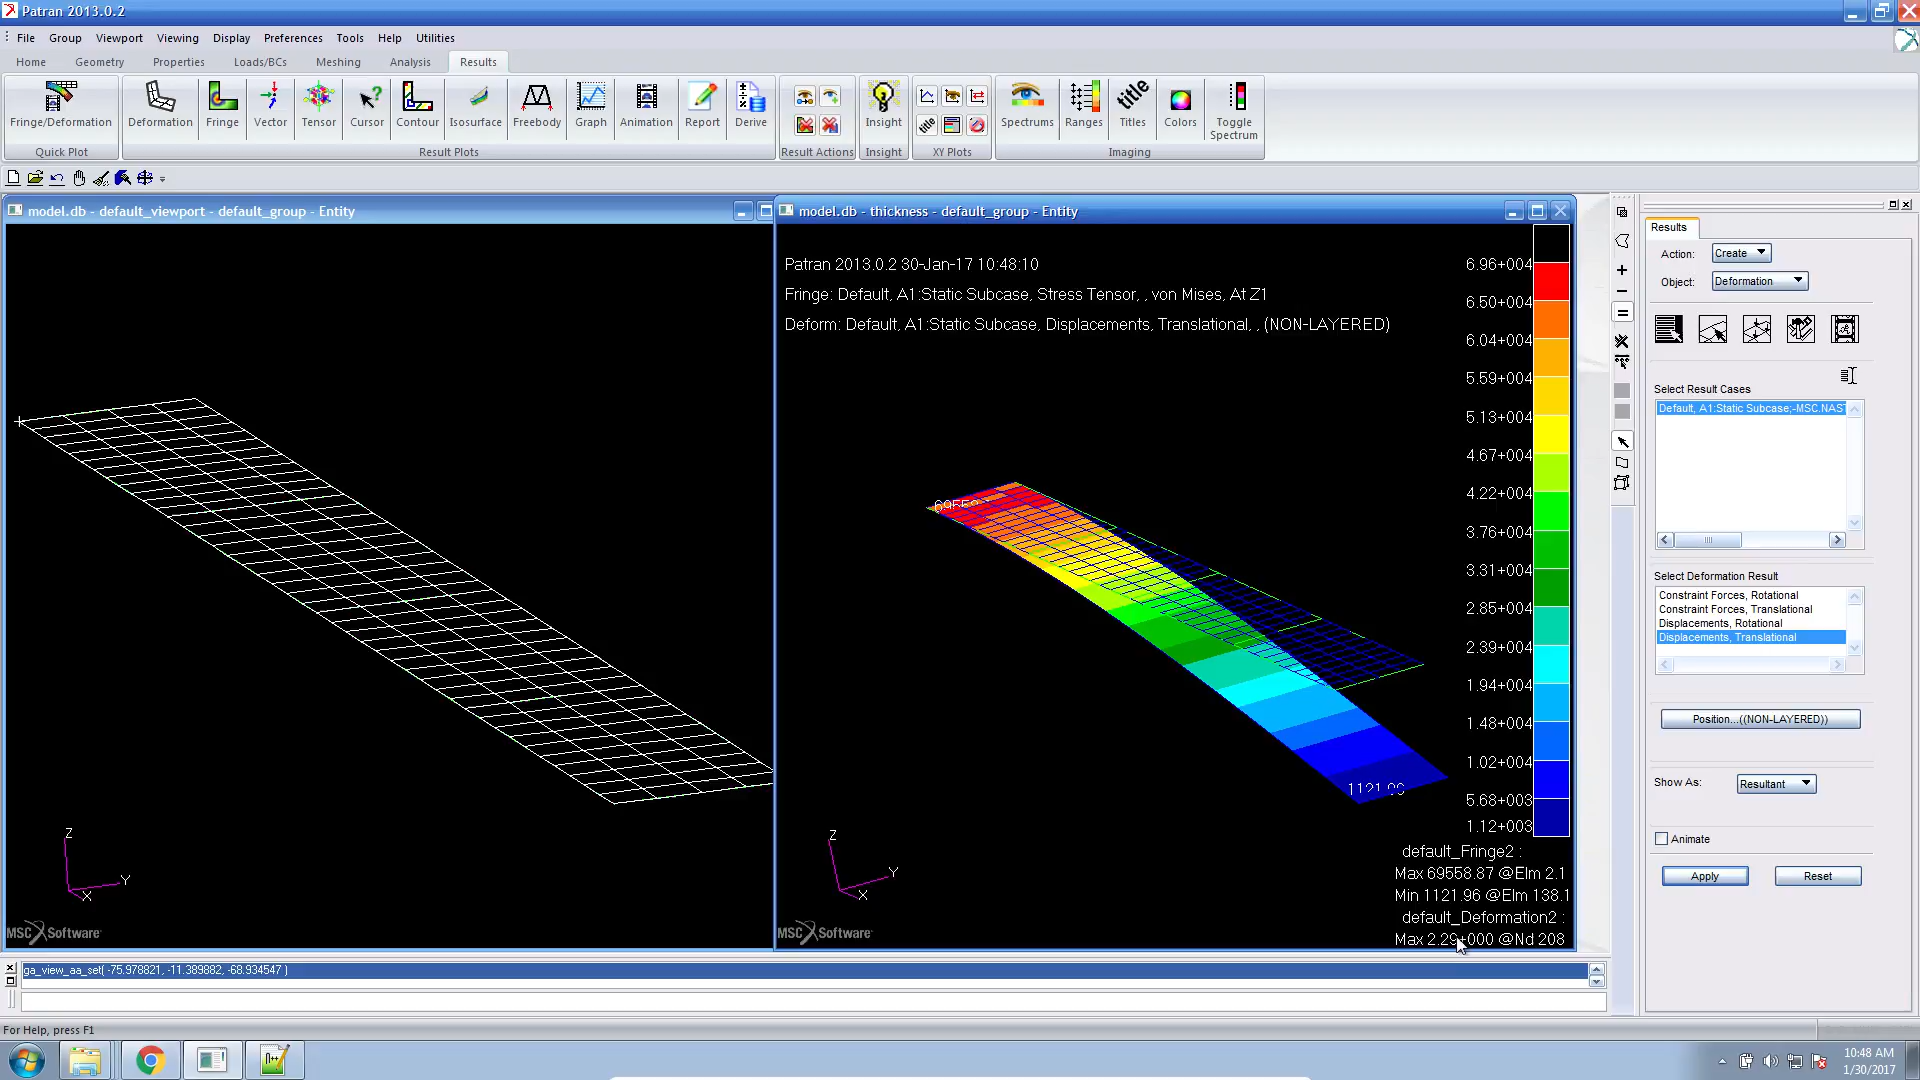 Patran 2013.0.2
File Group Viewport Viewing Display Preferences Tools Help Utilities
Home Geometry Properties Loads/BCs Meshing Analysis Results
Fringe/Deformation Deformation Fringe Vector Tensor Cursor Contour Isosurface Freebody Graph Animation Report Derive Insight Spectrums Ranges Titles Colors Toggle Spectrum
Quick Plot Result Plots Result Actions Insight XY Plots Imaging
model.db - default_viewport - default_group - Entity
model.db - thickness - default_group - Entity
Patran 2013.0.2 30-Jan-17 10:48:10
Fringe: Default, A1:Static Subcase, Stress Tensor, , von Mises, At Z1
Deform: Default, A1:Static Subcase, Displacements, Translational, , (NON-LAYERED)
6.96+004
6.50+004
6.04+004
5.59+004
5.13+004
4.67+004
4.22+004
3.76+004
3.31+004
2.85+004
2.39+004
1.94+004
1.48+004
1.02+004
5.68+003
1.12+003
1121.96
default_Fringe2 :
Max 69558.87 @Elm 2.1
Min 1121.96 @Elm 138.1
default_Deformation2 :
Max 2.29+000 @Nd 208
Z
Y
X
MSC Software
Z
Y
X
MSC Software
Results
Action: Create
Object: Deformation
Select Result Cases
Default, A1:Static Subcase;-MSC.NAST
Select Deformation Result
Constraint Forces, Rotational
Constraint Forces, Translational
Displacements, Rotational
Displacements, Translational
Position...((NON-LAYERED))
Show As: Resultant
Animate
Apply Reset
ga_view_aa_set( -75.978821, -11.389882, -68.934547 )
For Help, press F1
10:48 AM
1/30/2017